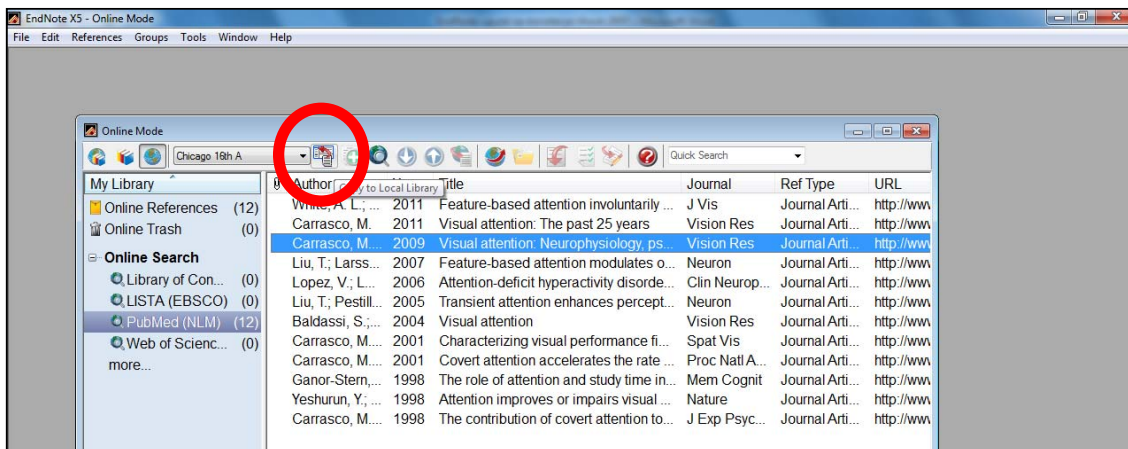 EndNote X5 - Online Mode
File Edit References Groups Tools Window Help
Online Mode
Chicago 16th A
Quick Search
My Library
Online References (12)
Online Trash (0)
Online Search
Library of Con... (0)
LISTA (EBSCO) (0)
PubMed (NLM) (12)
Web of Scienc... (0)
more...
Author Title Journal Ref Type URL
to Local Library
White, A. L.; ... 2011 Feature-based attention involuntarily ... J Vis Journal Arti... http://www
Carrasco, M. 2011 Visual attention: The past 25 years Vision Res Journal Arti... http://www
Carrasco, M.... 2009 Visual attention: Neurophysiology, ps... Vision Res Journal Arti... http://www
Liu, T.; Larss... 2007 Feature-based attention modulates o... Neuron Journal Arti... http://www
Lopez, V.; L... 2006 Attention-deficit hyperactivity disorde... Clin Neurop... Journal Arti... http://www
Liu, T.; Pestill... 2005 Transient attention enhances percept... Neuron Journal Arti... http://www
Baldassi, S.;... 2004 Visual attention Vision Res Journal Arti... http://www
Carrasco, M.... 2001 Characterizing visual performance fi... Spat Vis Journal Arti... http://www
Carrasco, M.... 2001 Covert attention accelerates the rate ... Proc Natl A... Journal Arti... http://www
Ganor-Stern,... 1998 The role of attention and study time in... Mem Cognit Journal Arti... http://www
Yeshurun, Y.; ... 1998 Attention improves or impairs visual ... Nature Journal Arti... http://www
Carrasco, M.... 1998 The contribution of covert attention to... J Exp Psyc... Journal Arti... http://www